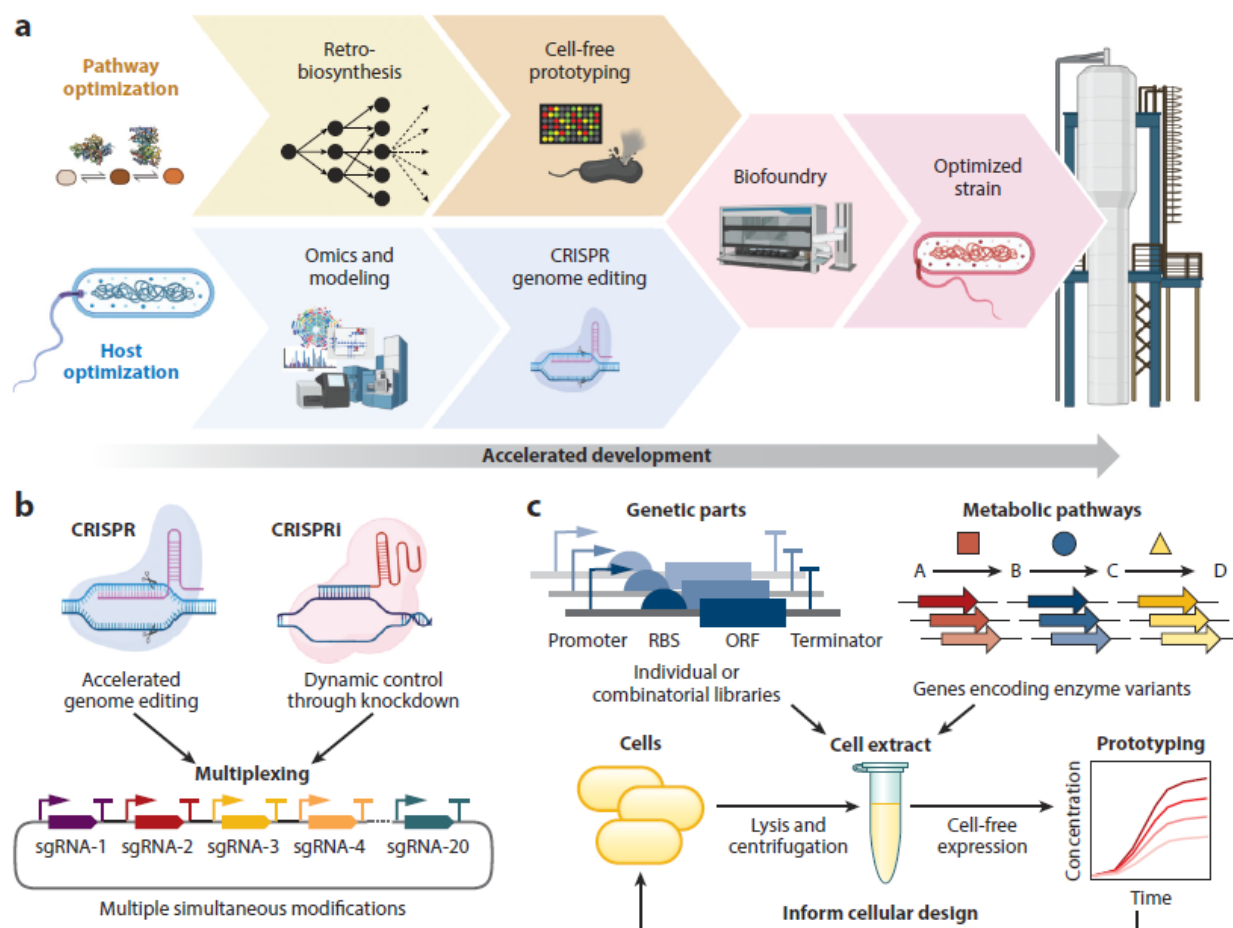 a
Pathway
optimization
Retro-
biosynthesis
Cell-free
prototyping
Biofoundry
Optimized
strain
Omics and
modeling
CRISPR
genome editing
Host
optimization
Accelerated development
b
CRISPR
CRISPRi
Accelerated
genome editing
Dynamic control
through knockdown
Multiplexing
sgRNA-1
sgRNA-2
sgRNA-3
sgRNA-4
sgRNA-20
Multiple simultaneous modifications
c
Genetic parts
Promoter
RBS
ORF
Terminator
Individual or
combinatorial libraries
Metabolic pathways
A
B
C
D
Genes encoding enzyme variants
Cells
Cell extract
Prototyping
Lysis and
centrifugation
Cell-free
expression
Concentration
Time
Inform cellular design